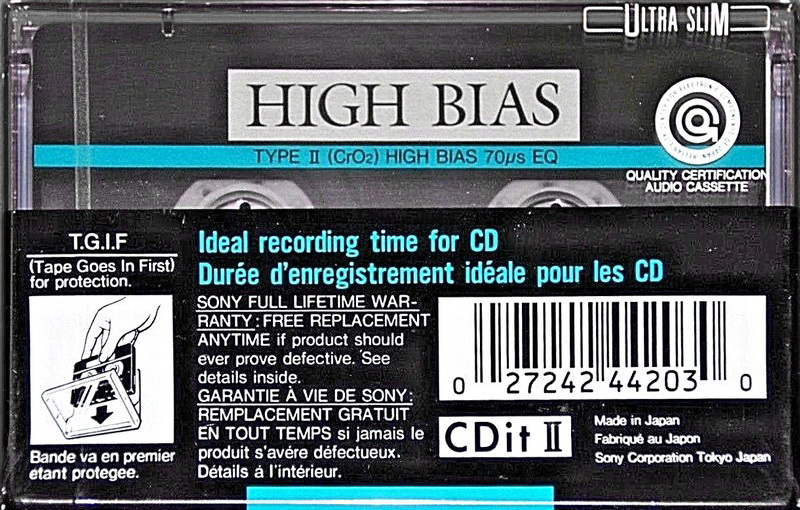 ULTRA SLIM
HIGH BIAS
TYPE II (CrO2) HIGH BIAS 70µs EQ
QUALITY CERTIFICATION
AUDIO CASSETTE
T.G.I.F
(Tape Goes In First)
for protection.
Bande va en premier
étant protegee.
Ideal recording time for CD
Durée d'enregistrement idéale pour les CD
SONY FULL LIFETIME WAR-
RANTY: FREE REPLACEMENT
ANYTIME if product should
ever prove defective. See
details inside.
GARANTIE À VIE DE SONY:
REMPLACEMENT GRATUIT
EN TOUT TEMPS si jamais le
produit s'avére défectueux.
Détails á l'intérieur.
0 27242 44203 0
CDit II
Made in Japan
Fabriqué au Japon
Sony Corporation Tokyo Japan